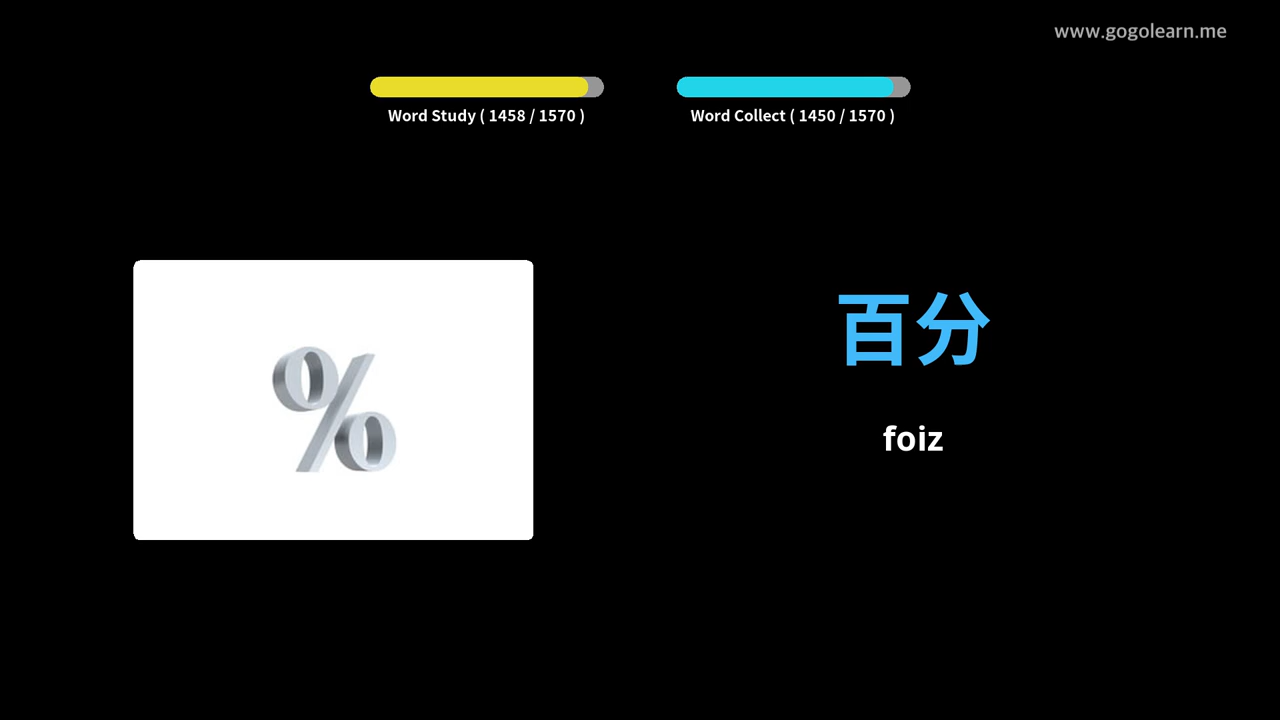 www.gogolearn.me
Word Study ( 1458 / 1570 )
Word Collect ( 1450 / 1570 )
%
百分
foiz